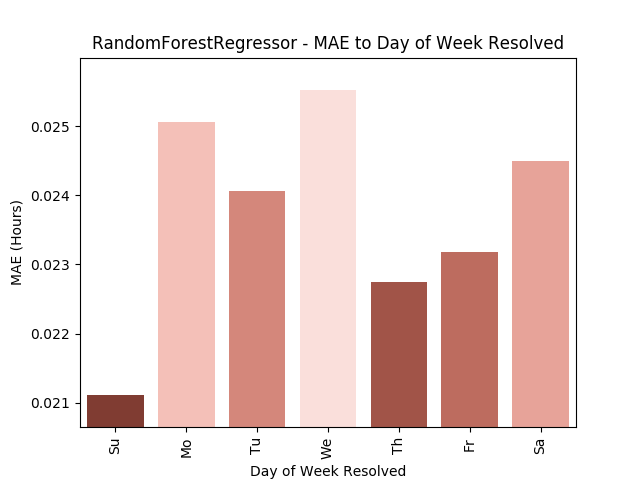 RandomForestRegressor - MAE to Day of Week Resolved
0.025
0.024
0.023
0.022
0.021
MAE (Hours)
Su Mo Tu We Th Fr Sa
Day of Week Resolved